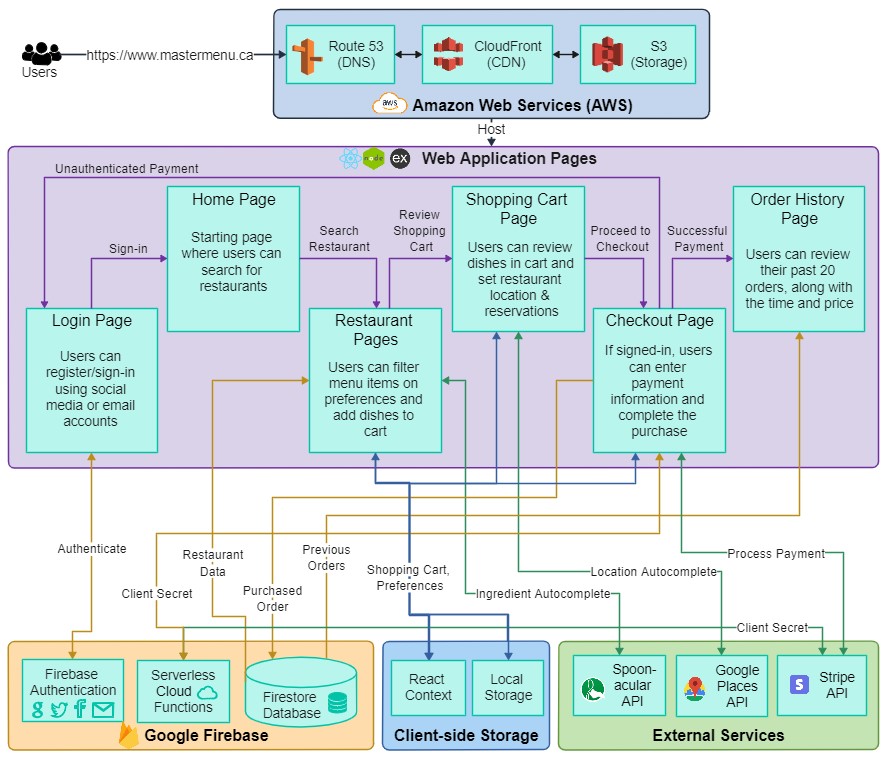 Users
https://www.mastermenu.ca
Route 53
(DNS)
CloudFront
(CDN)
S3
(Storage)
aws
Amazon Web Services (AWS)
Host
node
ex
Web Application Pages
Unauthenticated Payment
Sign-in
Home Page
Starting page
where users can
search for
restaurants
Search
Restaurant
Review
Shopping
Cart
Shopping Cart
Page
Users can review
dishes in cart and
set restaurant
location &
reservations
Proceed to
Checkout
Successful
Payment
Order History
Page
Users can review
their past 20
orders, along with
the time and price
Login Page
Users can
register/sign-in
using social
media or email
accounts
Restaurant
Pages
Users can filter
menu items on
preferences and
add dishes to
cart
Checkout Page
If signed-in, users
can enter
payment
information and
complete the
purchase
Authenticate
Restaurant
Data
Previous
Orders
Client Secret
Purchased
Order
Shopping Cart,
Preferences
Process Payment
Location Autocomplete
Ingredient Autocomplete
Client Secret
Firebase
Authentication
g
f
Serverless
Cloud
Functions
Firestore
Database
Google Firebase
React
Context
Local
Storage
Client-side Storage
Spoon-
acular
API
Google
Places
API
S
Stripe
API
External Services